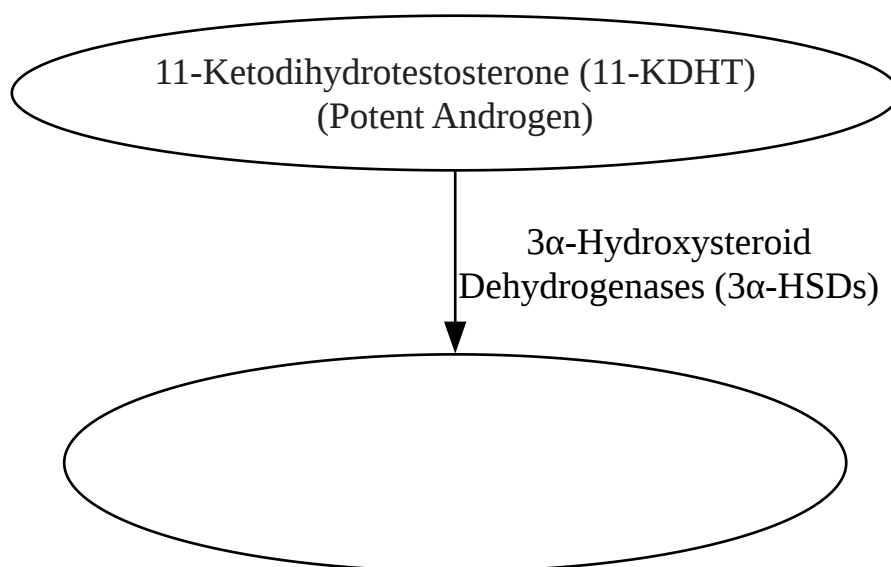 11-Ketodihydrotestosterone (11-KDHT)
(Potent Androgen)
3α-Hydroxysteroid
Dehydrogenases (3α-HSDs)